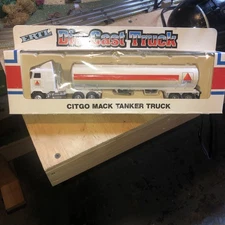 ERTL
Die-Cast Truck
CITGO MACK TANKER TRUCK